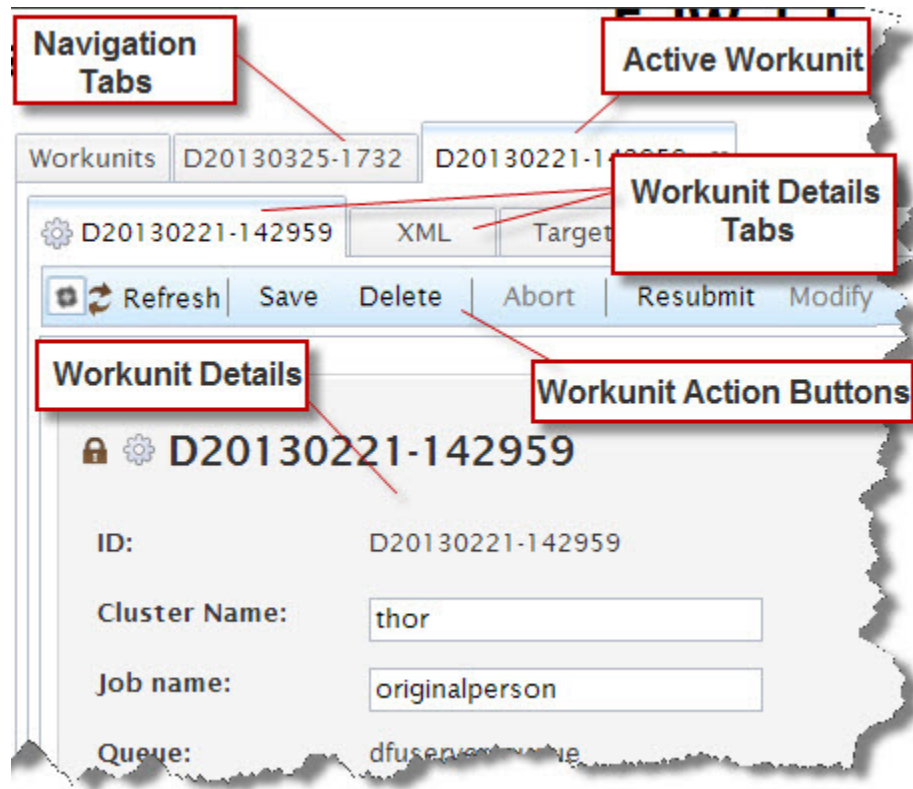 Navigation
Tabs
Active Workunit
Workunits D20130325-1732
Workunit Details
Tabs
D20130221-142959 XML Target
Refresh Save Delete Abort Resubmit Modify
Workunit Details
Workunit Action Buttons
D20130221-142959
ID: D20130221-142959
Cluster Name: thor
Job name: originalperson
Queue: